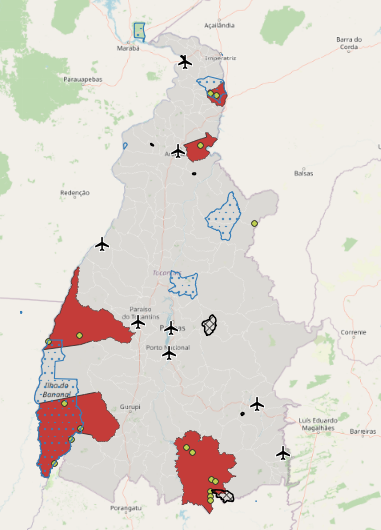 Açailândia
Marabá
Barra do
Corda
Imperatriz
Parauapebas
Balsas
Redenção
Tocantins
Paraíso
do Tocantins
Palmas
Corrente
Porto Nacional
Ilha do
Bananal
Gurupi
Luís Eduardo
Magalhães
Barreiras
Porangatu